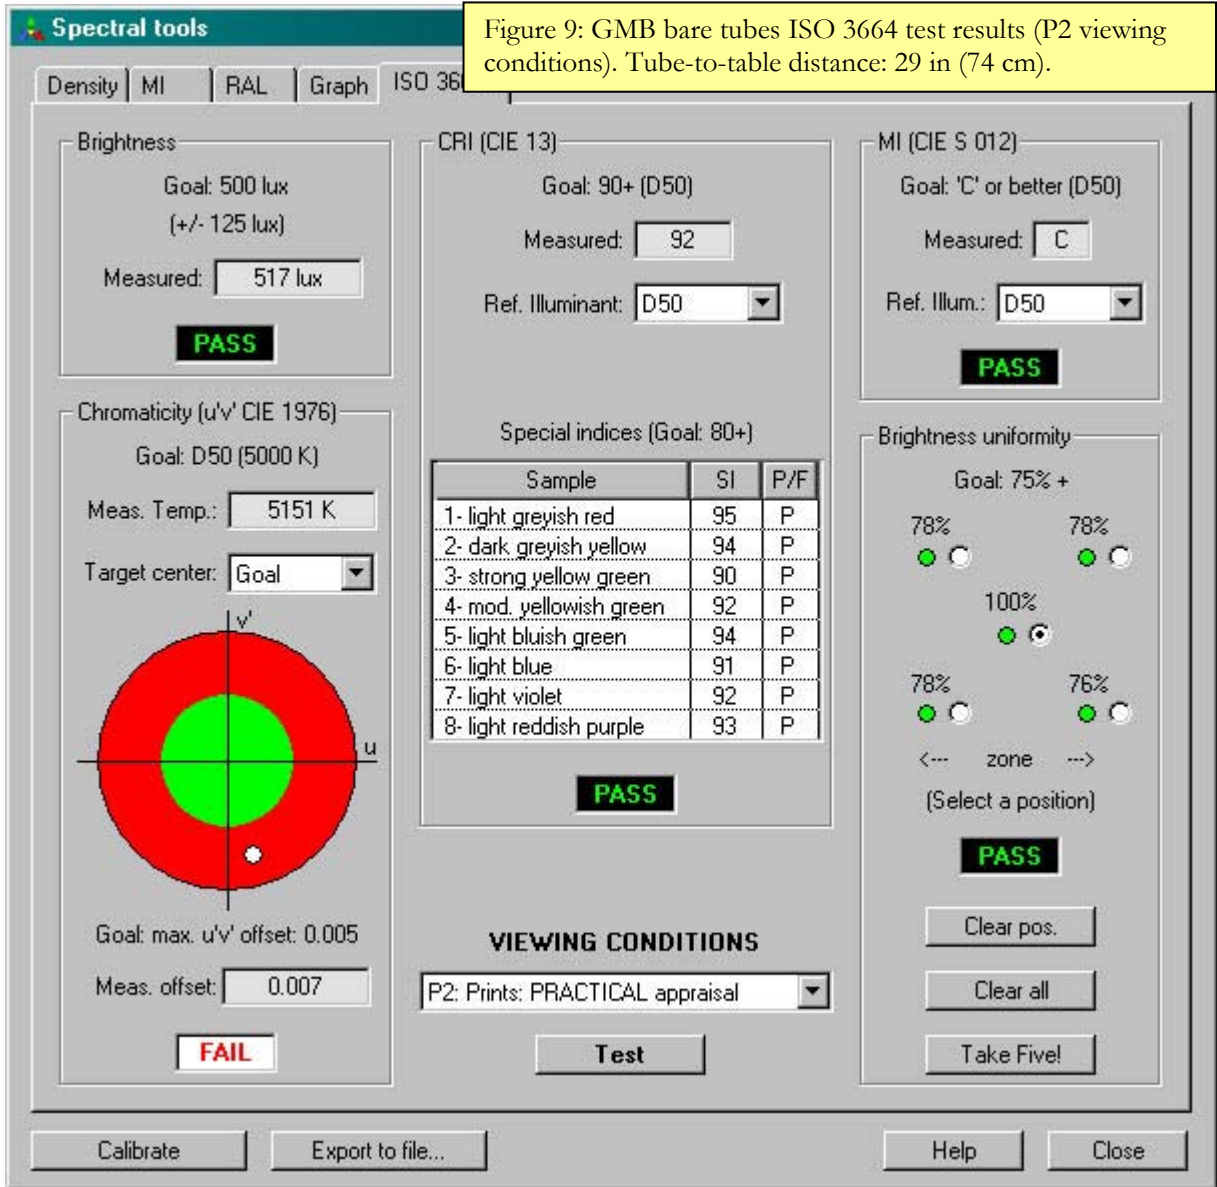 Spectral tools
Figure 9: GMB bare tubes ISO 3664 test results (P2 viewing
conditions). Tube-to-table distance: 29 in (74 cm).
Density MI RAL Graph ISO
Brightness
Goal: 500 lux
(+/- 125 lux)
Measured: 517 lux
PASS
Chromaticity (u'v' CIE 1976)
Goal: D50 (5000 K)
Meas. Temp.: 5151 K
Target center: Goal
v'
u
Goal: max. u'v' offset: 0.005
Meas. offset: 0.007
FAIL
CRI (CIE 13)
Goal: 90+ (D50)
Measured: 92
Ref. Illuminant: D50
Special indices (Goal: 80+)
Sample SI P/F
1- light greyish red 95 P
2- dark greyish yellow 94 P
3- strong yellow green 90 P
4- mod. yellowish green 92 P
5- light bluish green 94 P
6- light blue 91 P
7- light violet 92 P
8- light reddish purple 93 P
PASS
VIEWING CONDITIONS
P2: Prints: PRACTICAL appraisal
Test
MI (CIE S 012)
Goal: 'C' or better (D50)
Measured: C
Ref. Illum.: D50
PASS
Brightness uniformity
Goal: 75% +
78% 78%
100%
78% 76%
<--- zone --->
(Select a position)
PASS
Clear pos.
Clear all
Take Five!
Calibrate Export to file... Help Close